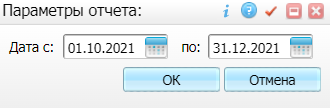 Параметры отчета:
Дата с: 01.10.2021 по: 31.12.2021
ОК Отмена